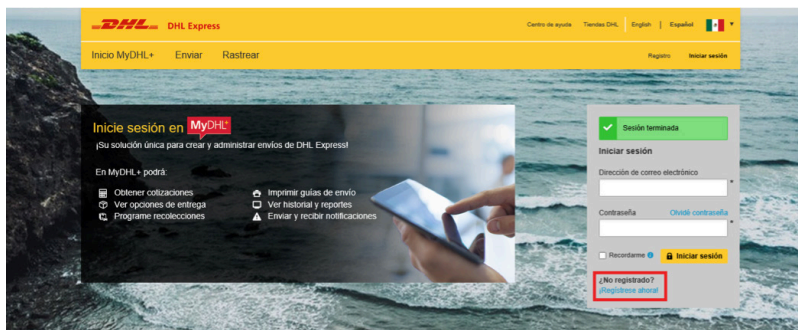 DHL DHL Express
Centro de ayuda Tiendas DHL English | Español
Inicio MyDHL+ Enviar Rastrear
Registro Iniciar sesión
Inicie sesión en MyDHL+
¡Su solución única para crear y administrar envíos de DHL Express!
En MyDHL+ podrá:
Obtener cotizaciones
Ver opciones de entrega
Programe recolecciones
Imprimir guías de envío
Ver historial y reportes
Enviar y recibir notificaciones
Sesión terminada
Iniciar sesión
Dirección de correo electrónico
*
Contraseña Olvidé contraseña
*
Recordarme Iniciar sesión
¿No registrado?
¡Regístrese ahora!